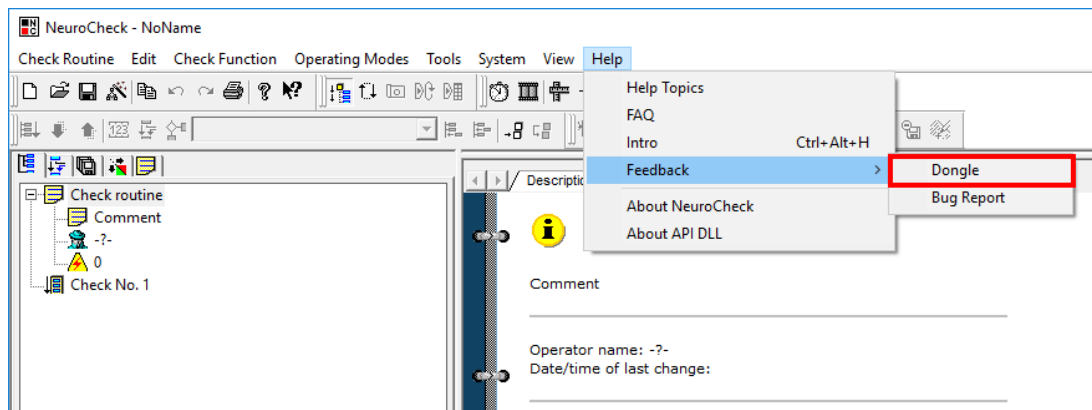 NeuroCheck - NoName
Check Routine Edit Check Function Operating Modes Tools System View Help
Help Topics
FAQ
123
Intro Ctrl+Alt+H
Feedback > Dongle
Descriptic
Bug Report
Check routine
Comment
About NeuroCheck
-?-
About API DLL
0
Check No. 1
Comment
Operator name: -?-
Date/time of last change: